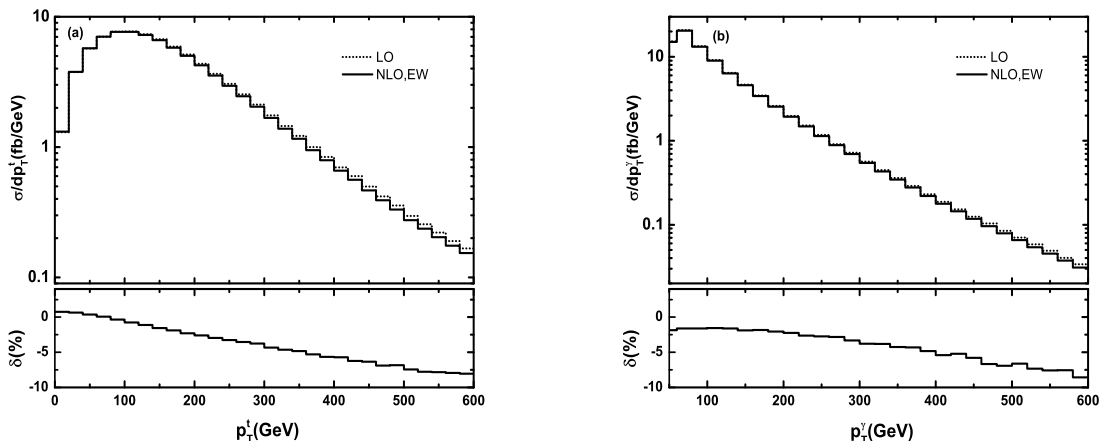 10
(a)
LO
NLO,EW
1
σ/dp_T^t(fb/GeV)
0.1
0
-5
-10
δ(%)
0 100 200 300 400 500 600
p_T^t(GeV)
(b)
LO
NLO,EW
10
1
0.1
σ/dp_T^γ(fb/GeV)
0
-5
-10
δ(%)
100 200 300 400 500 600
p_T^γ(GeV)